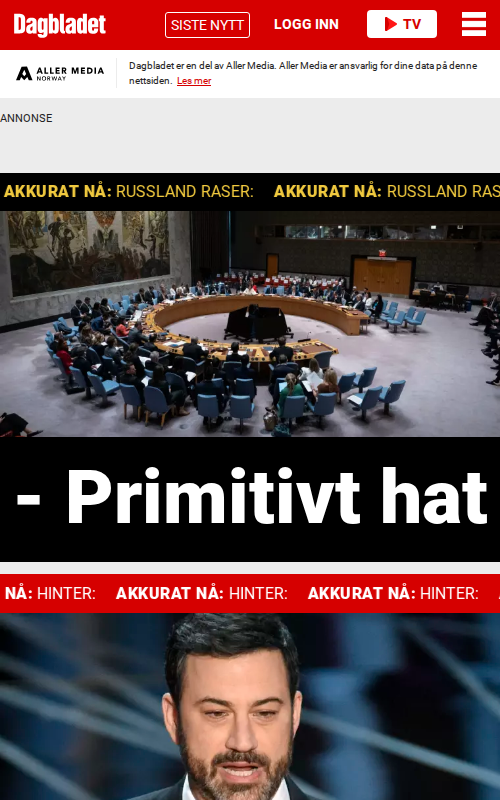 Dagbladet
SISTE NYTT
LOGG INN
TV
ALLER MEDIA
NORWAY
Dagbladet er en del av Aller Media. Aller Media er ansvarlig for dine data på denne
nettsiden. Les mer
ANNONSE
AKKURAT NÅ: RUSSLAND RASER: AKKURAT NÅ: RUSSLAND RAS
- Primitivt hat
NÅ: HINTER: AKKURAT NÅ: HINTER: AKKURAT NÅ: HINTER: